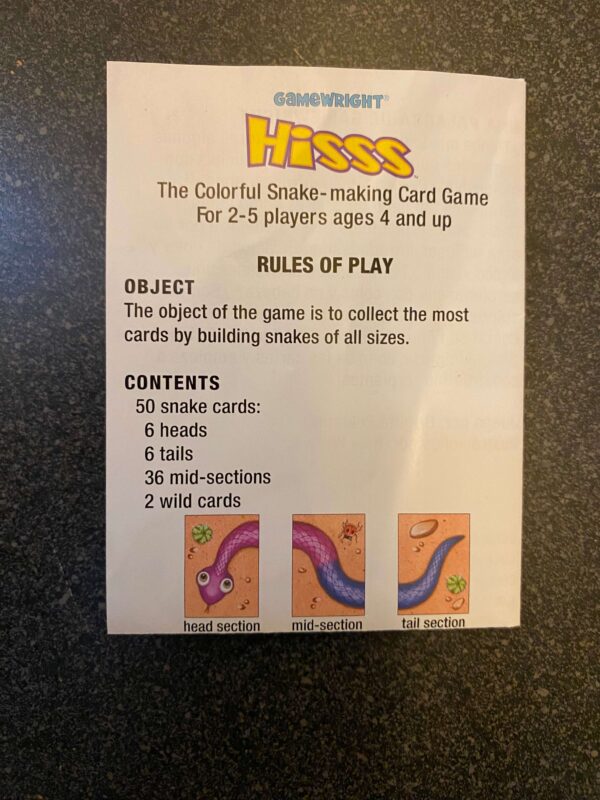 GAMEWRIGHT®
Hisss™
The Colorful Snake-making Card Game
For 2-5 players ages 4 and up
RULES OF PLAY
OBJECT
The object of the game is to collect the most
cards by building snakes of all sizes.
CONTENTS
50 snake cards:
6 heads
6 tails
36 mid-sections
2 wild cards
head section mid-section tail section